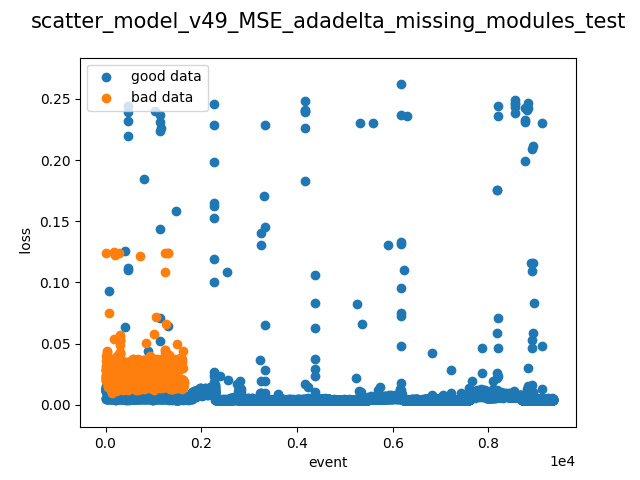 scatter_model_v49_MSE_adadelta_missing_modules_test
good data
bad data
0.25
0.20
0.15
0.10
0.05
0.00
loss
0.0
0.2
0.4
0.6
0.8
1e4
event